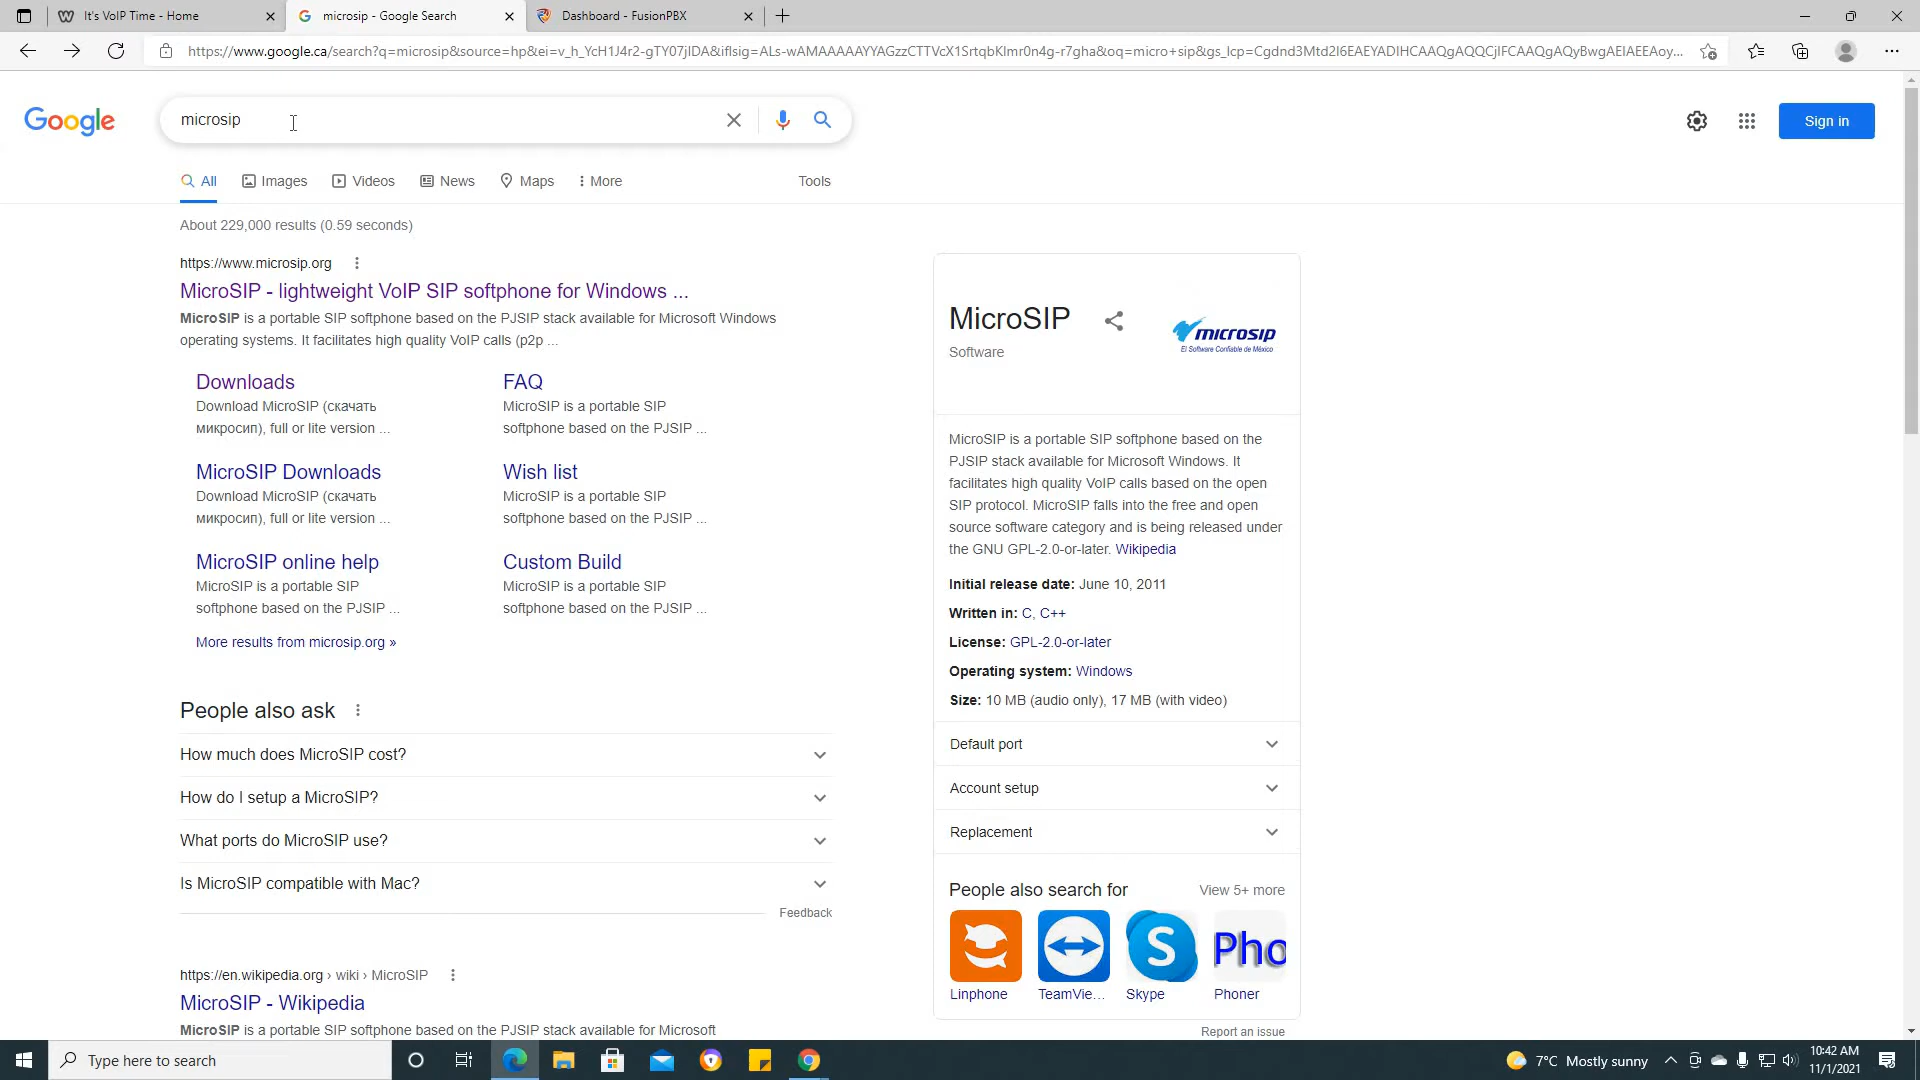 It's VoIP Time - Home
microsip - Google Search
Dashboard - FusionPBX
https://www.google.ca/search?q=microsip&source=hp&ei=v_h_YcH1J4r2-gTY07jIDA&iflsig=ALs-wAMAAAAAYYAGzzCTTVcX1SrtqbKlmr0n4g-r7gha&oq=micro+sip&gs_lcp=Cgdnd3Mtd2l6EAEYADIHCAAQgAQQCjIFCAAQgAQyBwgAEIAEEAoy...
Google
microsip
Sign in
All
Images
Videos
News
Maps
More
Tools
About 229,000 results (0.59 seconds)
https://www.microsip.org
MicroSIP - lightweight VoIP SIP softphone for Windows ...
MicroSIP is a portable SIP softphone based on the PJSIP stack available for Microsoft Windows
operating systems. It facilitates high quality VoIP calls (p2p ...
Downloads
Download MicroSIP (скачать
микросип), full or lite version ...
FAQ
MicroSIP is a portable SIP
softphone based on the PJSIP ...
MicroSIP Downloads
Download MicroSIP (скачать
микросип), full or lite version ...
Wish list
MicroSIP is a portable SIP
softphone based on the PJSIP ...
MicroSIP online help
MicroSIP is a portable SIP
softphone based on the PJSIP ...
Custom Build
MicroSIP is a portable SIP
softphone based on the PJSIP ...
More results from microsip.org »
People also ask
How much does MicroSIP cost?
How do I setup a MicroSIP?
What ports do MicroSIP use?
Is MicroSIP compatible with Mac?
Feedback
https://en.wikipedia.org › wiki › MicroSIP
MicroSIP - Wikipedia
MicroSIP is a portable SIP softphone based on the PJSIP stack available for Microsoft
MicroSIP
Software
microsip
El Software Confiable de México
MicroSIP is a portable SIP softphone based on the
PJSIP stack available for Microsoft Windows. It
facilitates high quality VoIP calls based on the open
SIP protocol. MicroSIP falls into the free and open
source software category and is being released under
the GNU GPL-2.0-or-later. Wikipedia
Initial release date: June 10, 2011
Written in: C, C++
License: GPL-2.0-or-later
Operating system: Windows
Size: 10 MB (audio only), 17 MB (with video)
Default port
Account setup
Replacement
People also search for
View 5+ more
Pho
Linphone
TeamVie...
Skype
Phoner
Report an issue
Type here to search
7°C Mostly sunny
10:42 AM
11/1/2021